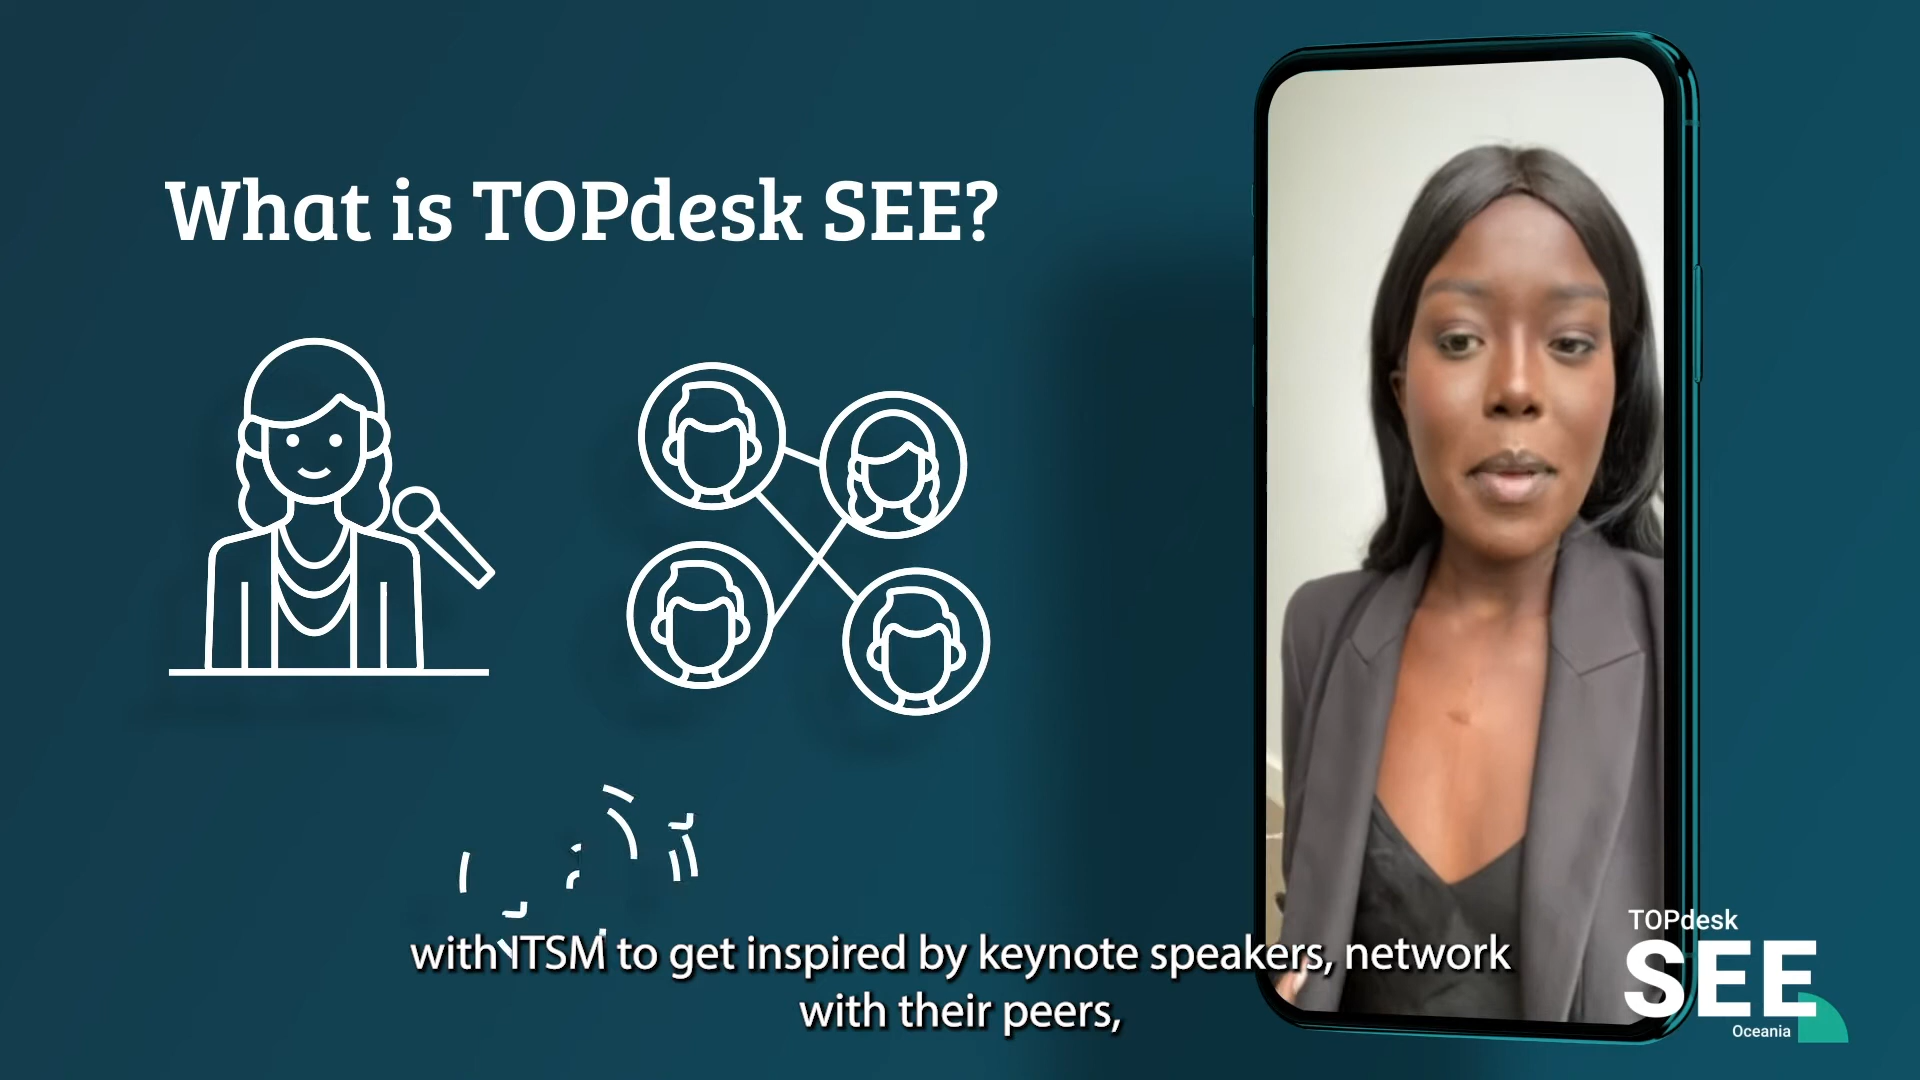 What is TOPdesk SEE?
with ITSM to get inspired by keynote speakers, network
with their peers,
TOPdesk
SEE
Oceania